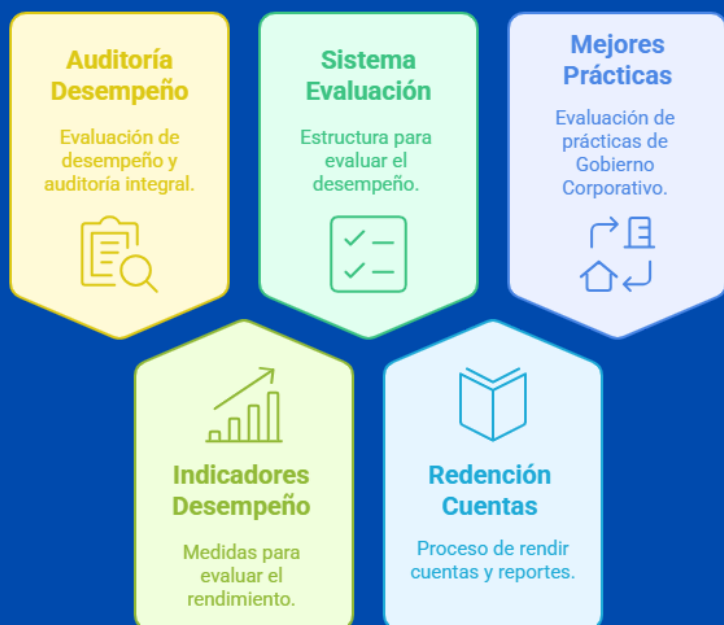 Auditoría
Desempeño
Evaluación de
desempeño y
auditoría integral.
Sistema
Evaluación
Estructura para
evaluar el
desempeño.
Mejores
Prácticas
Evaluación de
prácticas de
Gobierno
Corporativo.
Indicadores
Desempeño
Medidas para
evaluar el
rendimiento.
Redención
Cuentas
Proceso de rendir
cuentas y reportes.